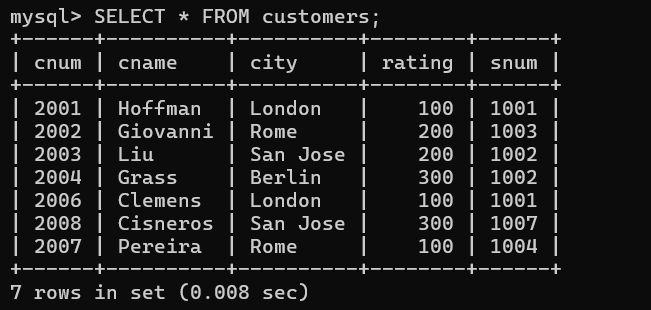 mysql> SELECT * FROM customers;
+------+----------+----------+--------+------+
| cnum | cname    | city     | rating | snum |
+------+----------+----------+--------+------+
| 2001 | Hoffman  | London   |    100 | 1001 |
| 2002 | Giovanni | Rome     |    200 | 1003 |
| 2003 | Liu      | San Jose |    200 | 1002 |
| 2004 | Grass    | Berlin   |    300 | 1002 |
| 2006 | Clemens  | London   |    100 | 1001 |
| 2008 | Cisneros | San Jose |    300 | 1007 |
| 2007 | Pereira  | Rome     |    100 | 1004 |
+------+----------+----------+--------+------+
7 rows in set (0.008 sec)